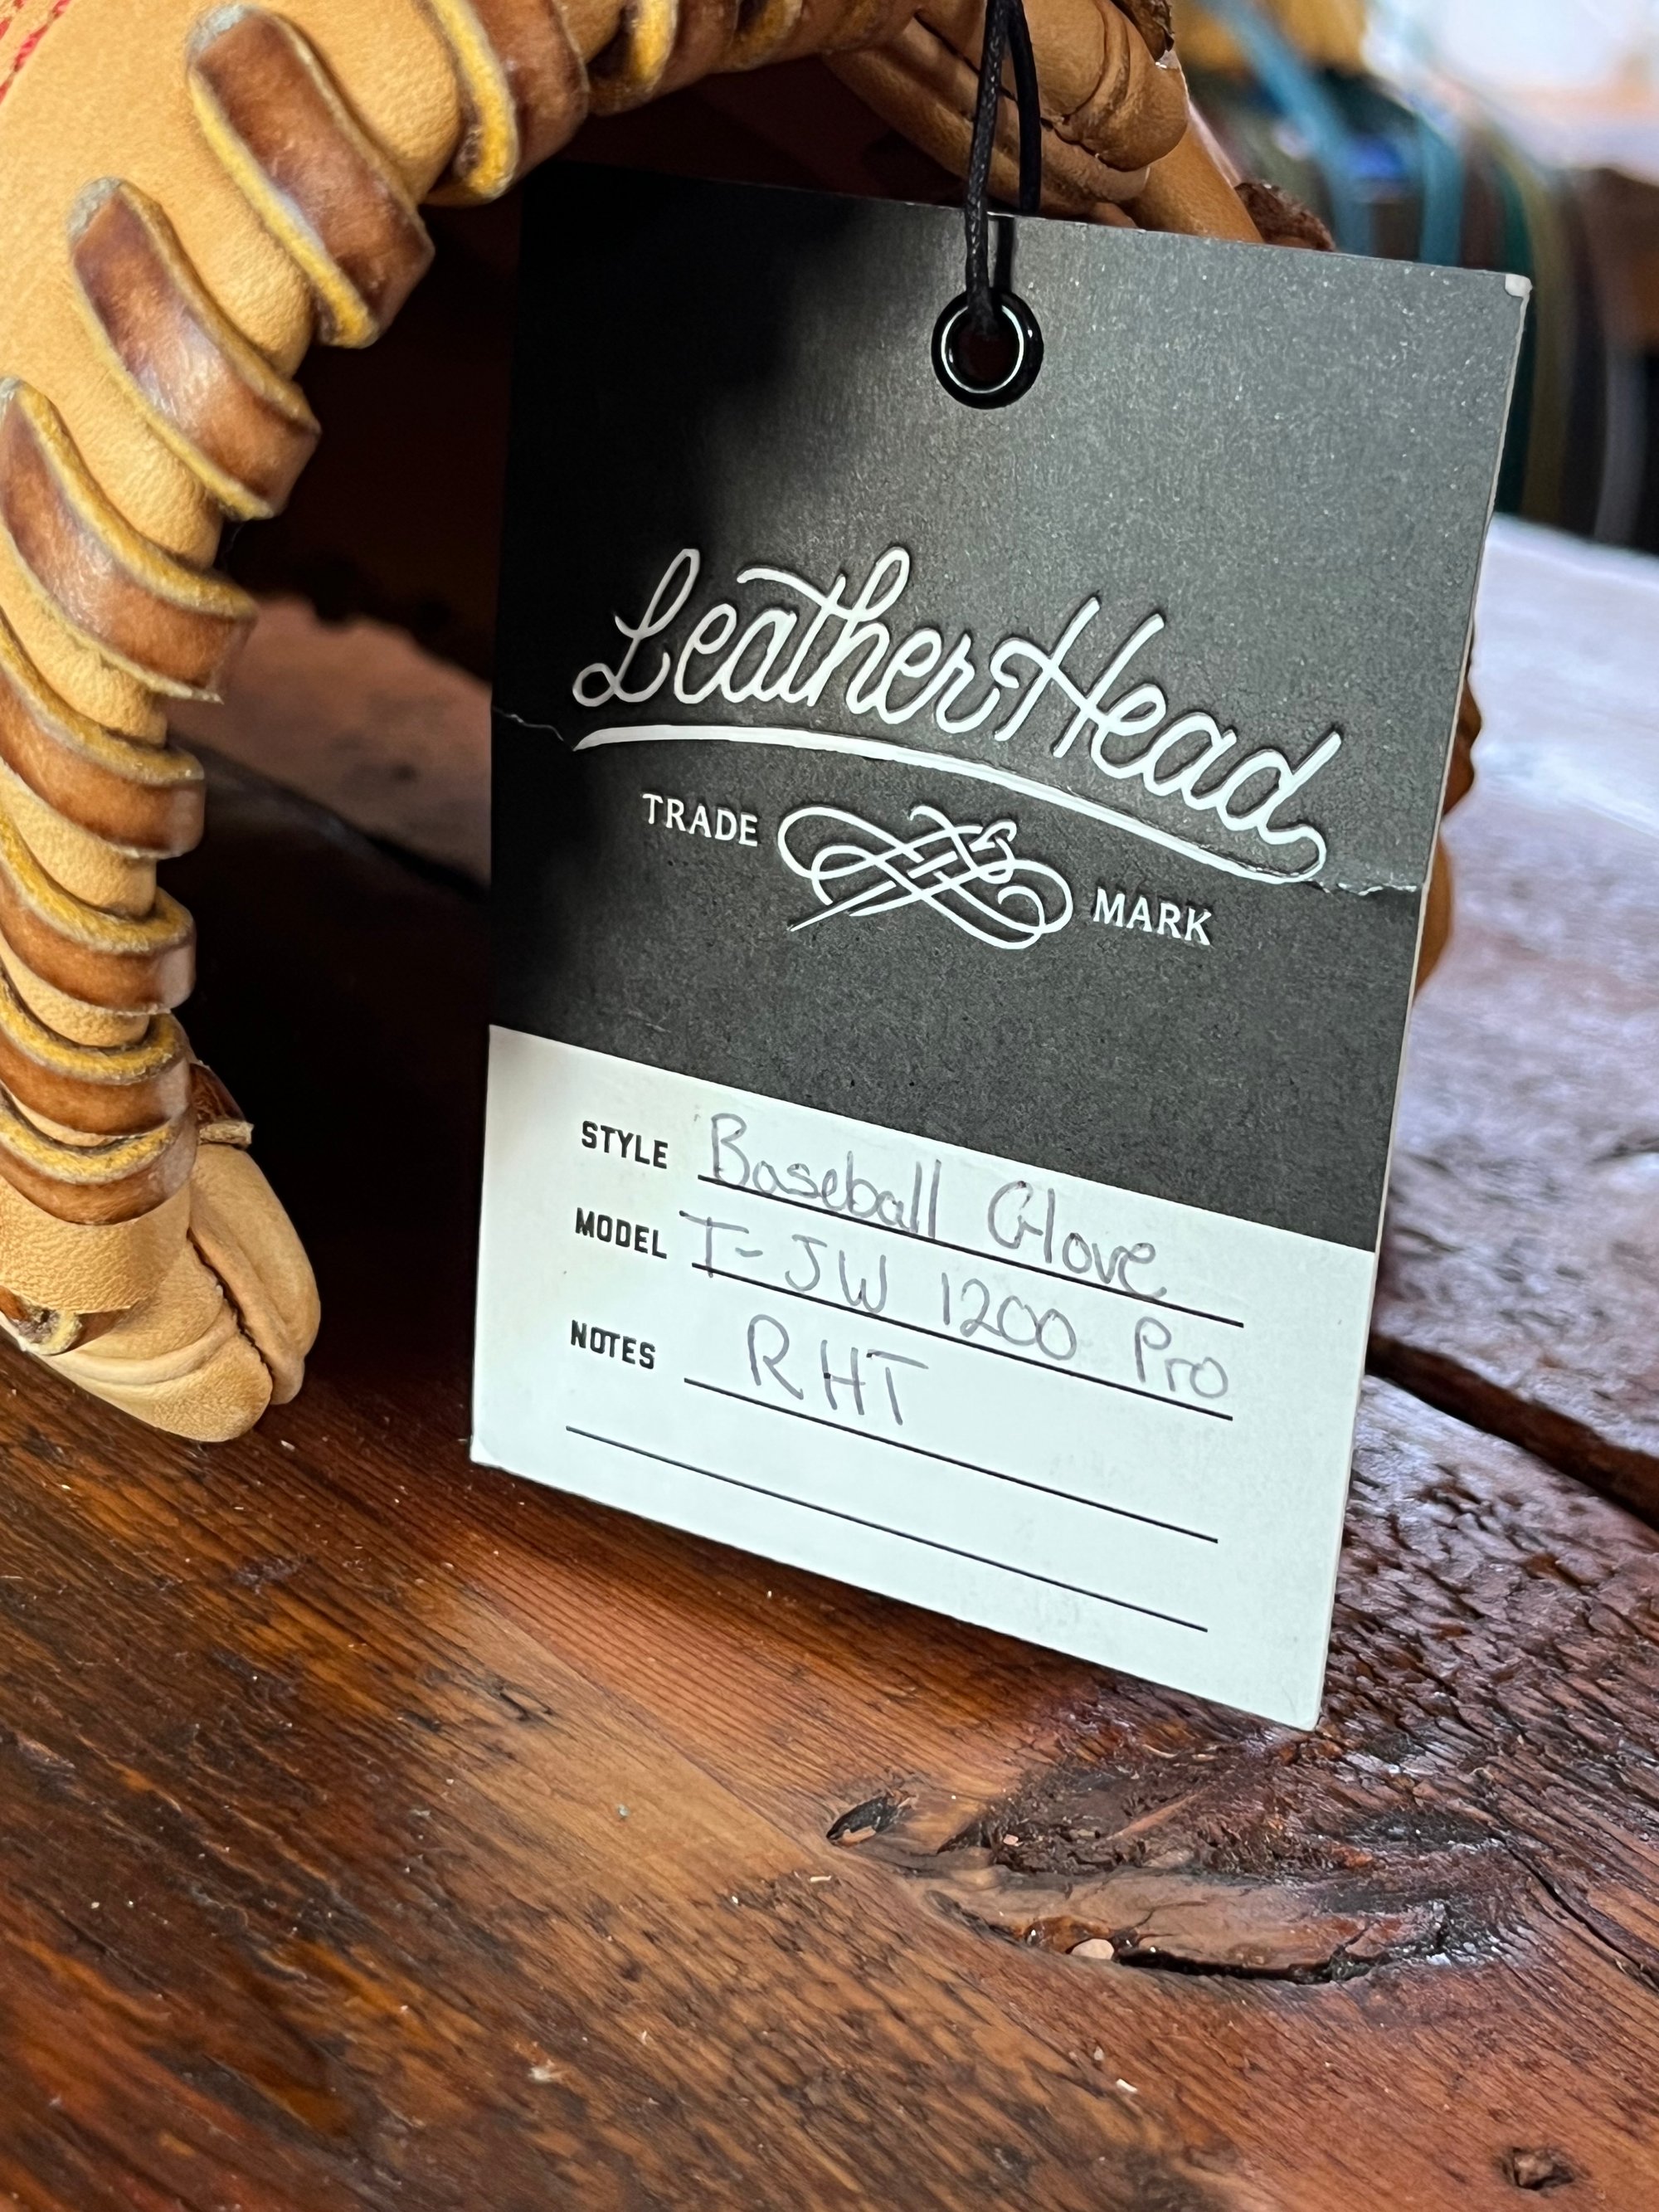 LeatherHead
TRADE MARK
STYLE Baseball Glove
MODEL I-JW 1200 Pro
NOTES RHT